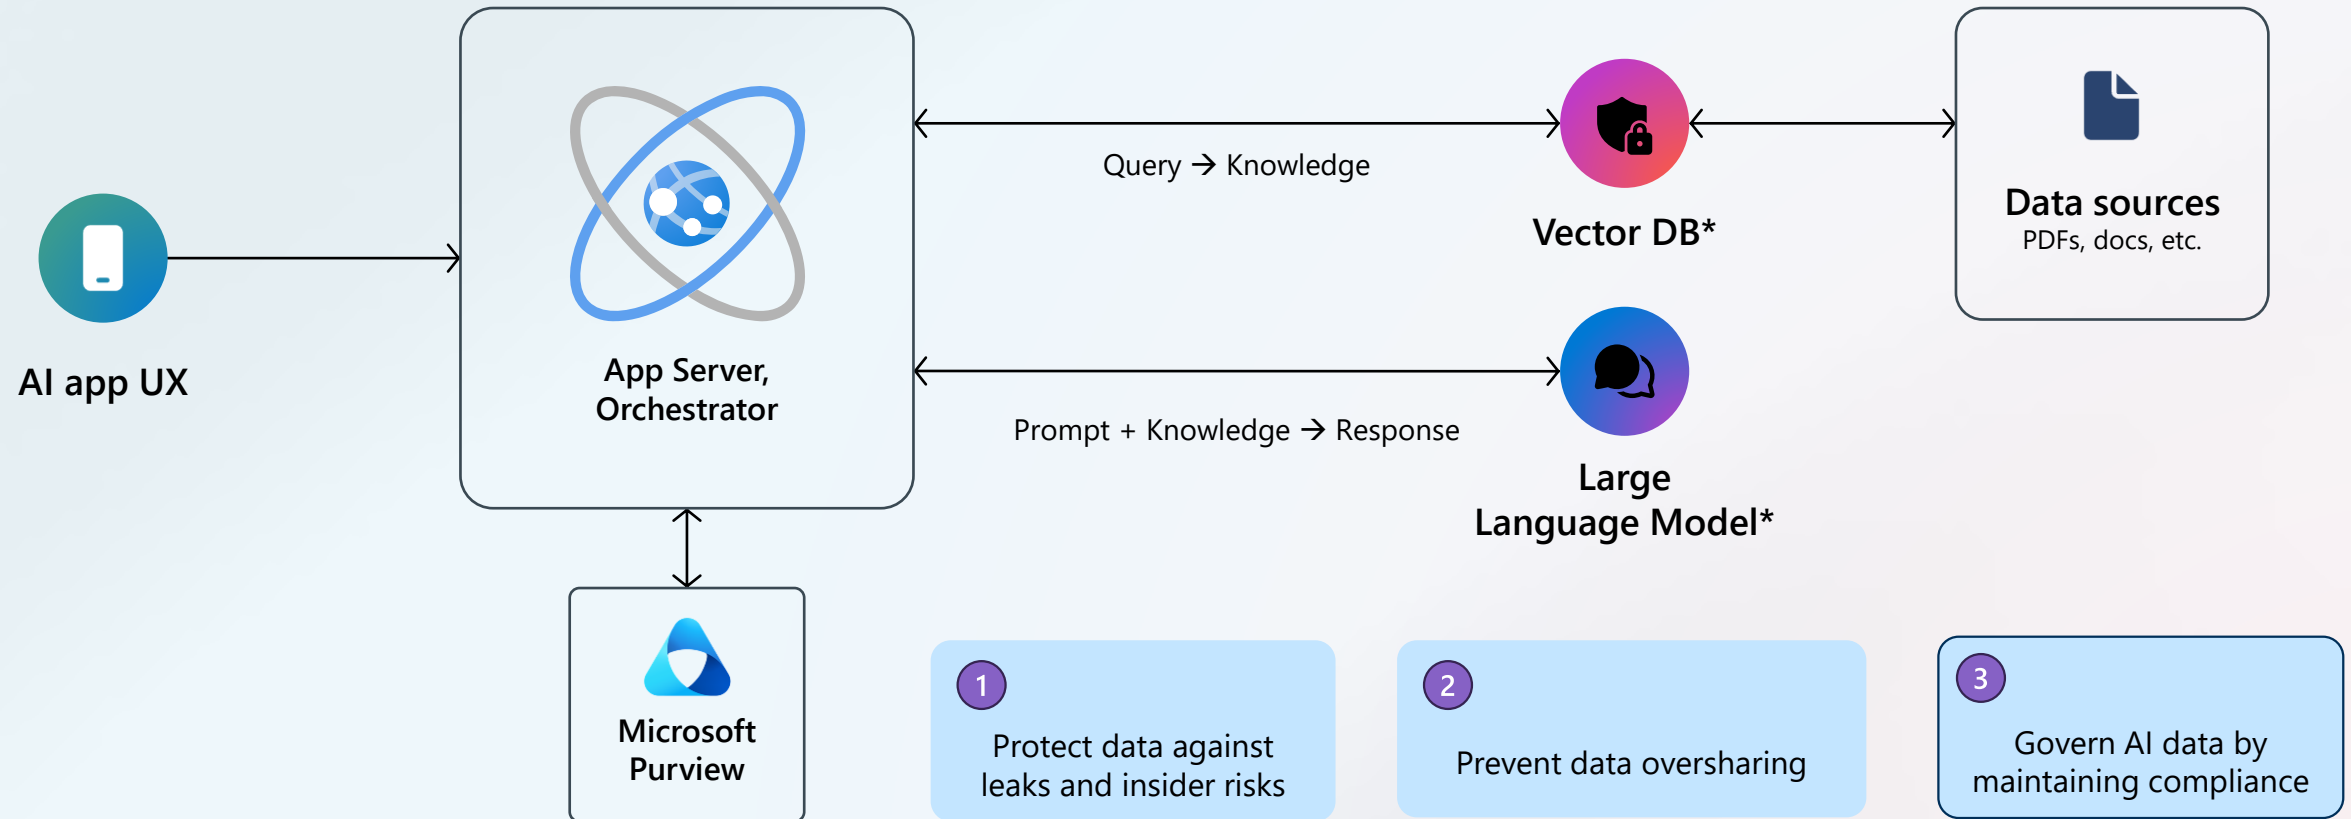 AI app UX
App Server,
Orchestrator
Query → Knowledge
Prompt + Knowledge → Response
Vector DB*
Large
Language Model*
Data sources
PDFs, docs, etc.
Microsoft
Purview
1
Protect data against
leaks and insider risks
2
Prevent data oversharing
3
Govern AI data by
maintaining compliance